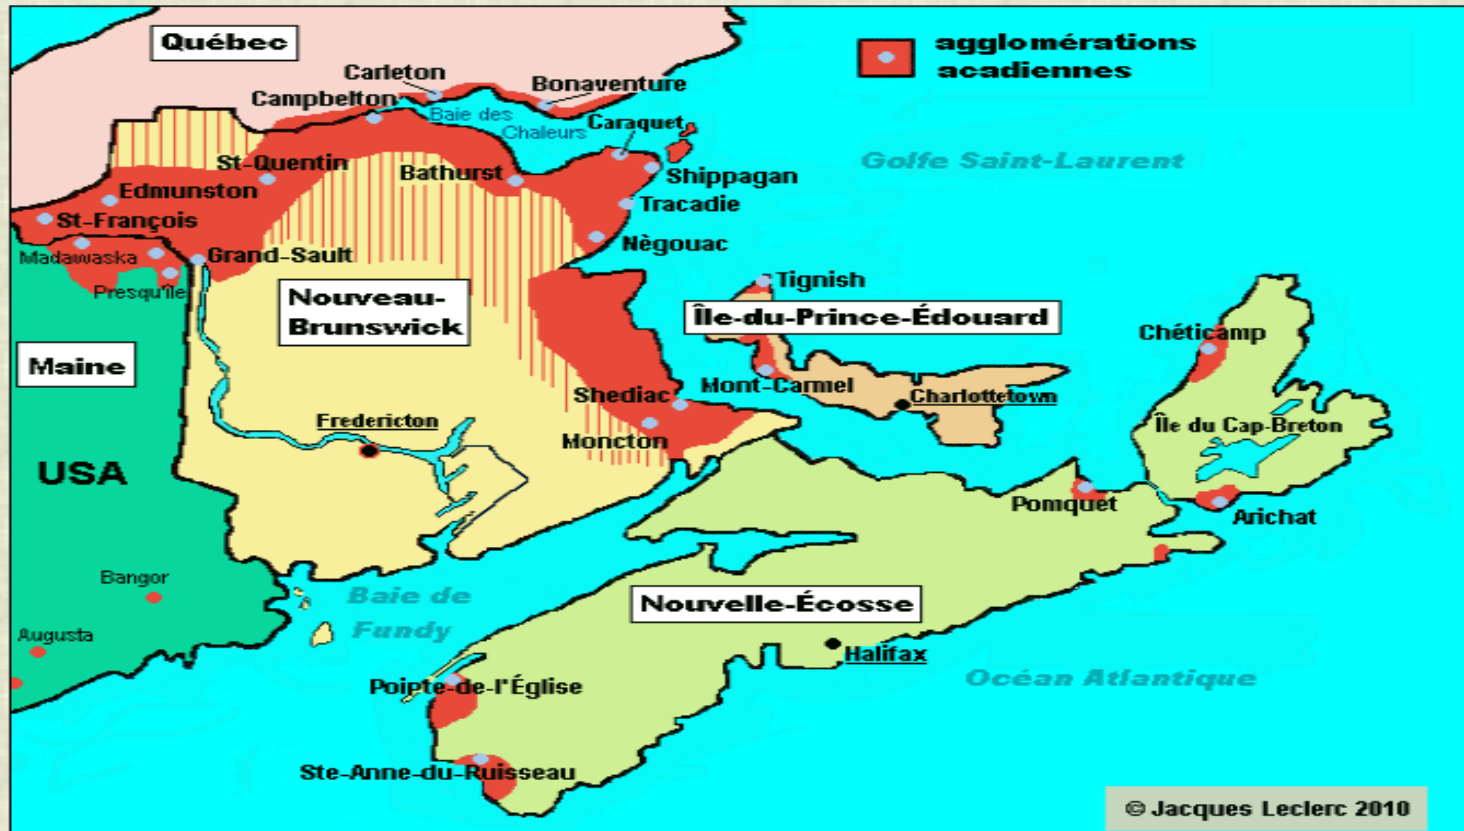 Québec
agglomérations
acadiennes
Carleton
Bonaventure
Campbelton
Baie des
Chaleurs
Caraquet
Golfe Saint-Laurent
St-Quentin
Bathurst
Shippagan
Edmunston
Tracadie
St-François
Nègouac
Madawaska
Grand-Sault
Presqu'île
Tignish
Nouveau-
Brunswick
Île-du-Prince-Édouard
Chéticamp
Maine
Mont-Carmel
Shediac
Charlottetown
Fredericton
Moncton
Île du Cap-Breton
USA
Pomquet
Arichat
Bangor
Baie de
Fundy
Nouvelle-Écosse
Augusta
Halifax
Océan Atlantique
Poipte-de-l'Église
Ste-Anne-du-Ruisseau
© Jacques Leclerc 2010